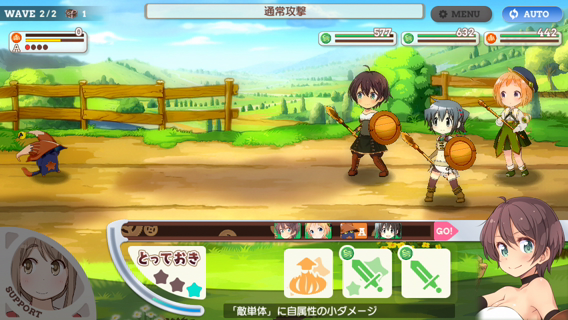 WAVE 2/2 1
通常攻撃
MENU
AUTO
A 0
577
632
442
A
GO!
とっておき
SUPPORT
「敵単体」に自属性の小ダメージ